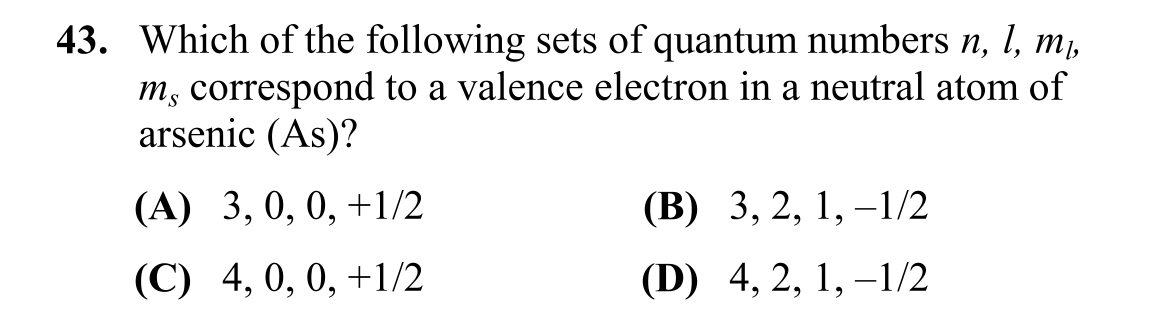 43. Which of the following sets of quantum numbers n, l, mₗ,
mₛ correspond to a valence electron in a neutral atom of
arsenic (As)?
(A) 3, 0, 0, +1/2 (B) 3, 2, 1, –1/2
(C) 4, 0, 0, +1/2 (D) 4, 2, 1, –1/2